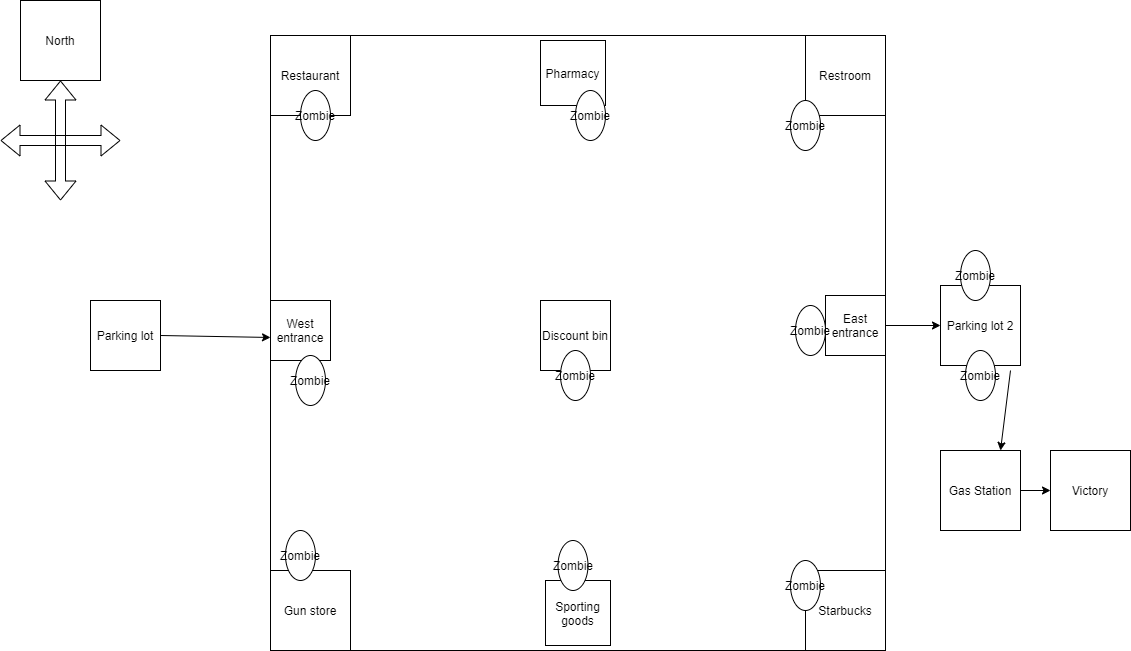 North
Restaurant
Zombie
Pharmacy
Zombie
Restroom
Zombie
Parking lot
West
entrance
Zombie
Discount bin
Zombie
Zombie
East
entrance
Zombie
Parking lot 2
Zombie
Gas Station
Victory
Zombie
Gun store
Zombie
Sporting
goods
Zombie
Starbucks